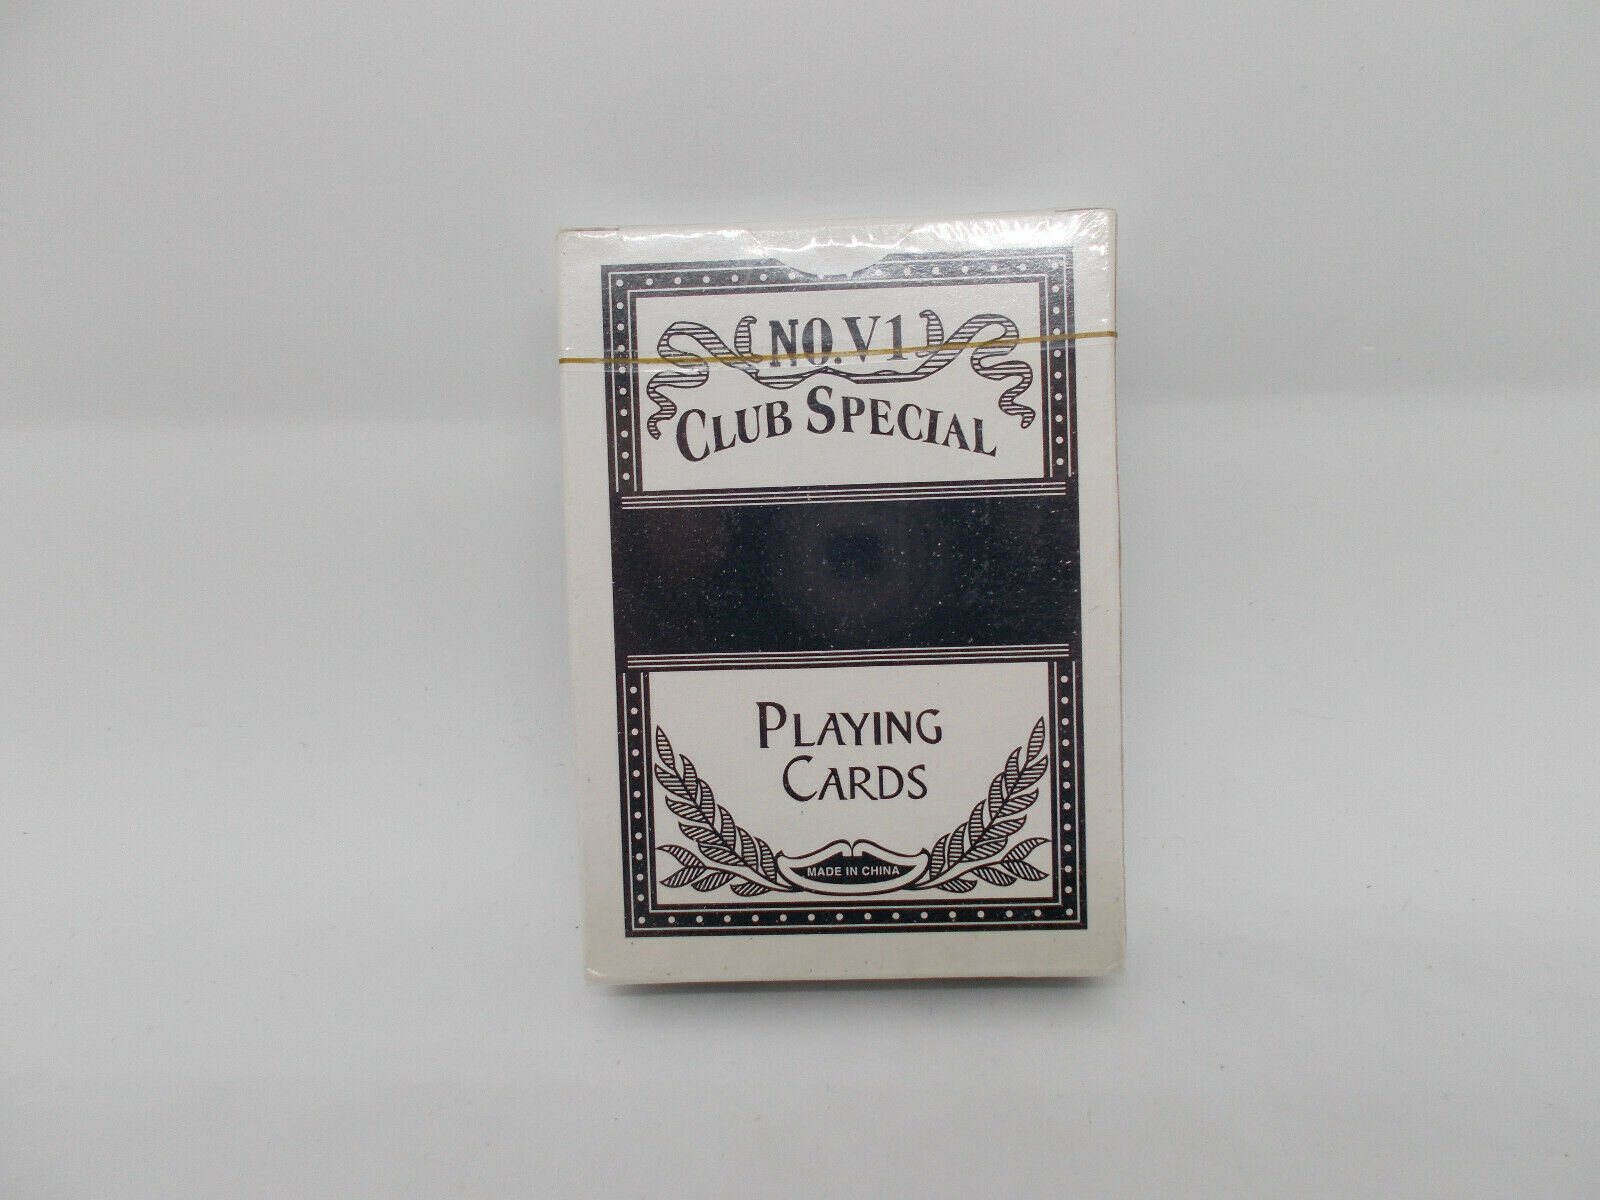 NO.V1
CLUB SPECIAL
PLAYING
CARDS
MADE IN CHINA